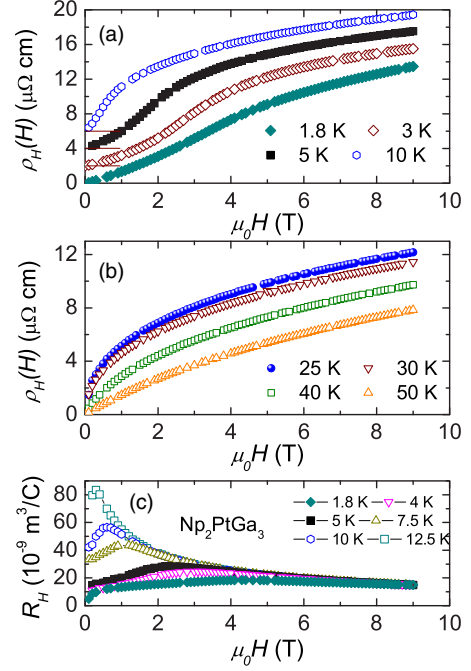 20
(a)
16
12
8
4
0
ρH(H) (μΩ cm)
1.8 K
3 K
5 K
10 K
0 2 4 6 8 10
μ0H (T)
12
(b)
8
4
0
ρH(H) (μΩ cm)
25 K
30 K
40 K
50 K
0 2 4 6 8 10
μ0H (T)
80
(c)
60
40
20
0
RH (10⁻⁹ m³/C)
Np₂PtGa₃
1.8 K
4 K
5 K
7.5 K
10 K
12.5 K
0 2 4 6 8 10
μ0H (T)